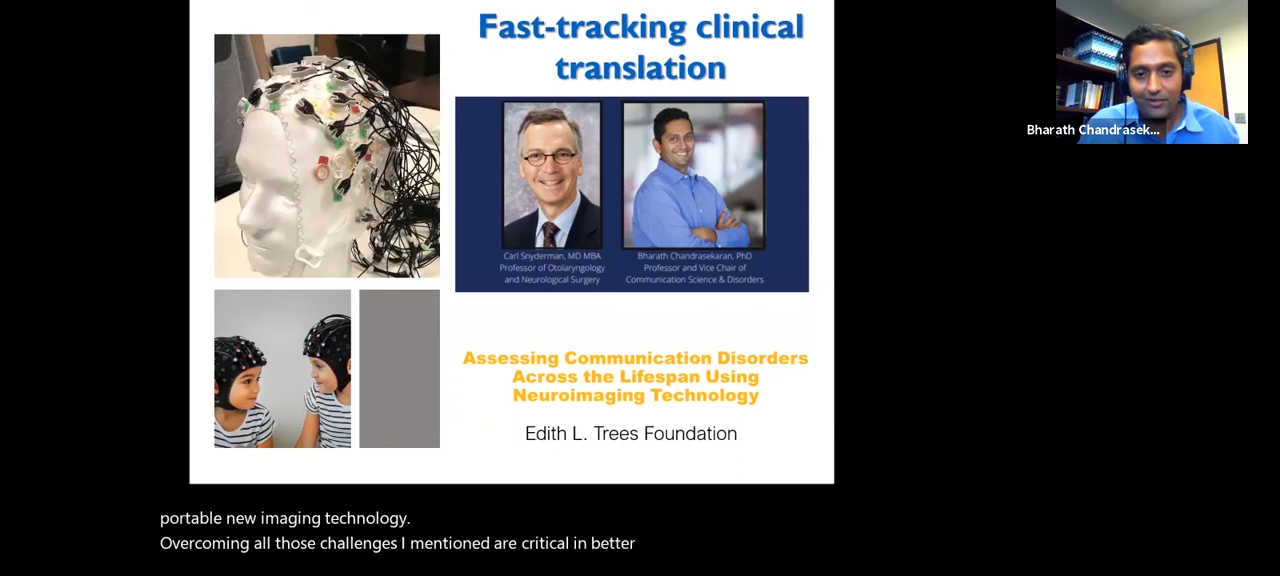 Fast-tracking clinical
translation
Carl Snyderman, MD MBA
Professor of Otolaryngology
and Neurological Surgery
Bharath Chandrasekaran, PhD
Professor and Vice Chair of
Communication Science & Disorders
Assessing Communication Disorders
Across the Lifespan Using
Neuroimaging Technology
Edith L. Trees Foundation
Bharath Chandrasek...
portable new imaging technology.
Overcoming all those challenges I mentioned are critical in better